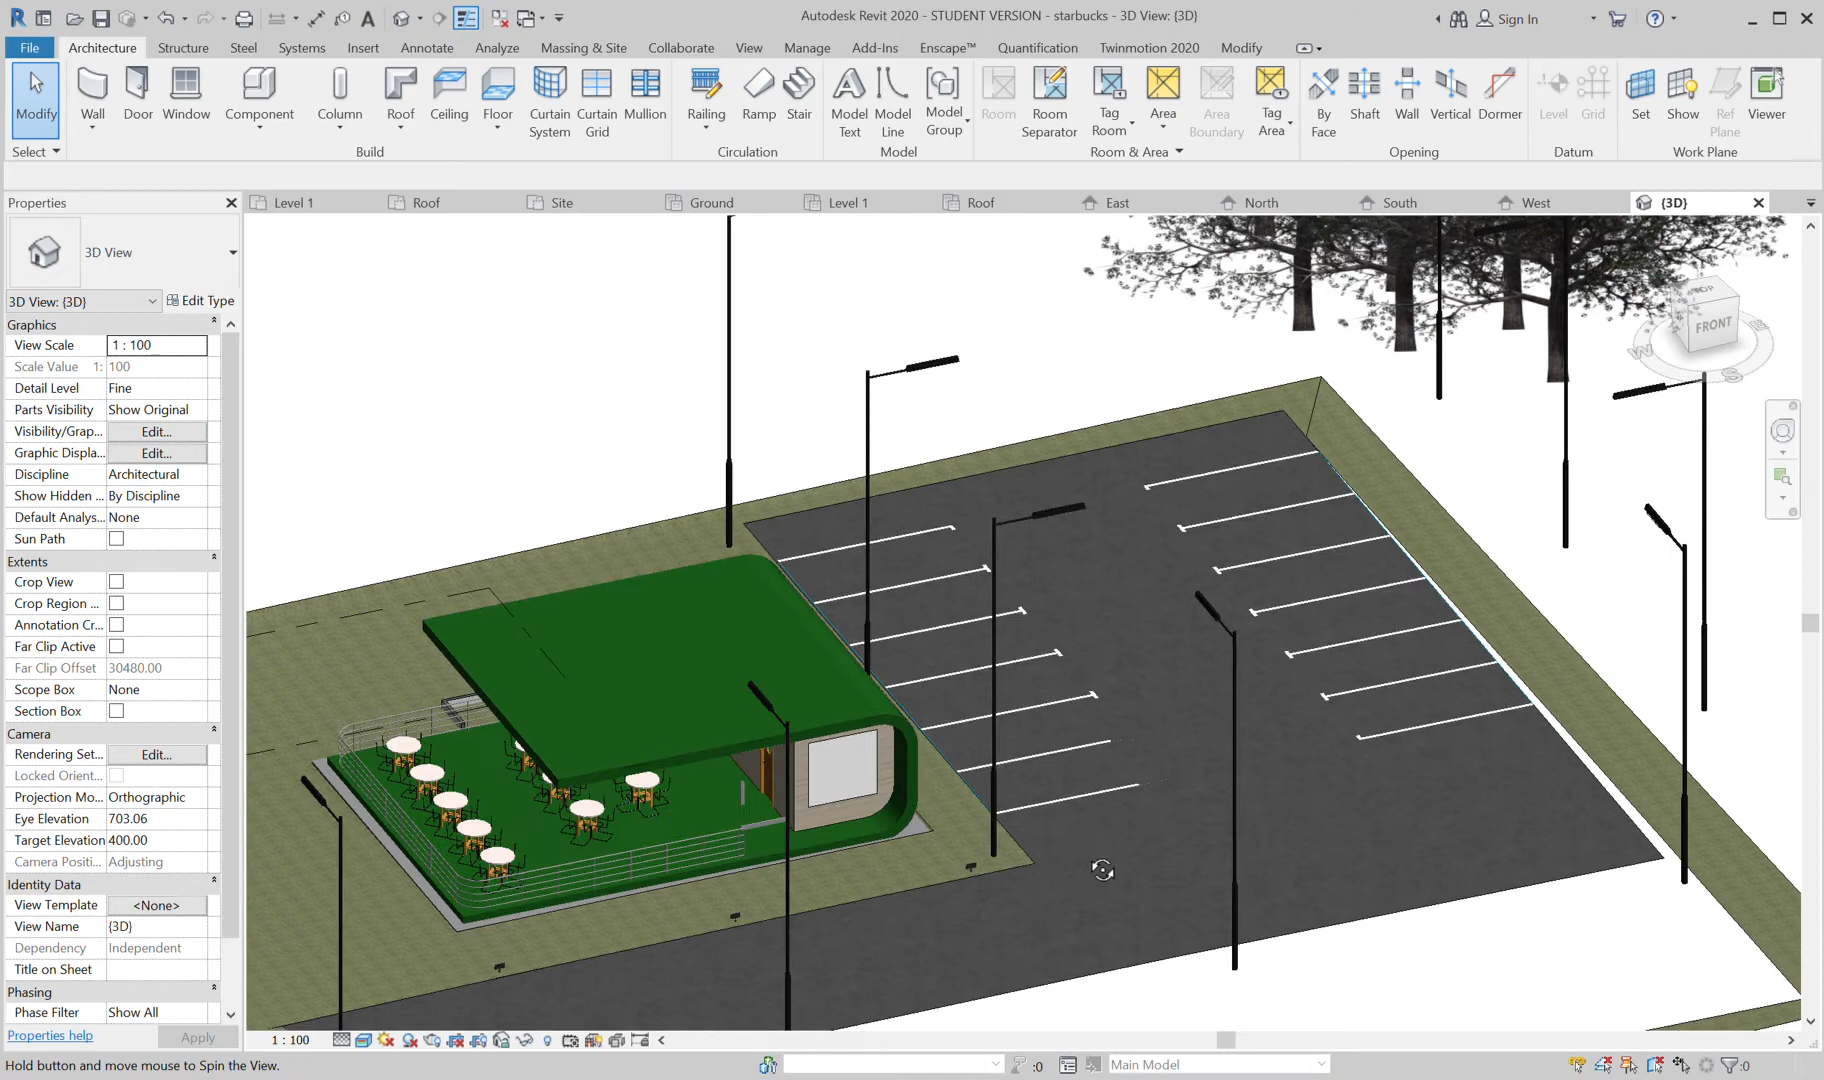 Autodesk Revit 2020 - STUDENT VERSION - starbucks - 3D View: {3D}
Sign In
File Architecture Structure Steel Systems Insert Annotate Analyze Massing & Site Collaborate View Manage Add-Ins Enscape™ Quantification Twinmotion 2020 Modify
Modify Wall Door Window Component Column Roof Ceiling Floor Curtain System Curtain Grid Mullion Railing Ramp Stair Model Text Model Line Model Group Room Room Separator Tag Room Area Area Boundary Tag Area By Face Shaft Wall Vertical Dormer Level Grid Set Show Ref Plane Viewer
Select Build Circulation Model Room & Area Opening Datum Work Plane
Properties
Level 1 Roof Site Ground Level 1 Roof East North South West {3D}
3D View
3D View: {3D} Edit Type
Graphics
View Scale 1 : 100
Scale Value 1: 100
Detail Level Fine
Parts Visibility Show Original
Visibility/Grap... Edit...
Graphic Displa... Edit...
Discipline Architectural
Show Hidden ... By Discipline
Default Analys... None
Sun Path
Extents
Crop View
Crop Region ...
Annotation Cr...
Far Clip Active
Far Clip Offset 30480.00
Scope Box None
Section Box
Camera
Rendering Set... Edit...
Locked Orient...
Projection Mo... Orthographic
Eye Elevation 703.06
Target Elevation 400.00
Camera Positi... Adjusting
Identity Data
View Template <None>
View Name {3D}
Dependency Independent
Title on Sheet
Phasing
Phase Filter Show All
Properties help Apply
TOP
FRONT
W S E
1 : 100
Hold button and move mouse to Spin the View.
:0
Main Model
:0